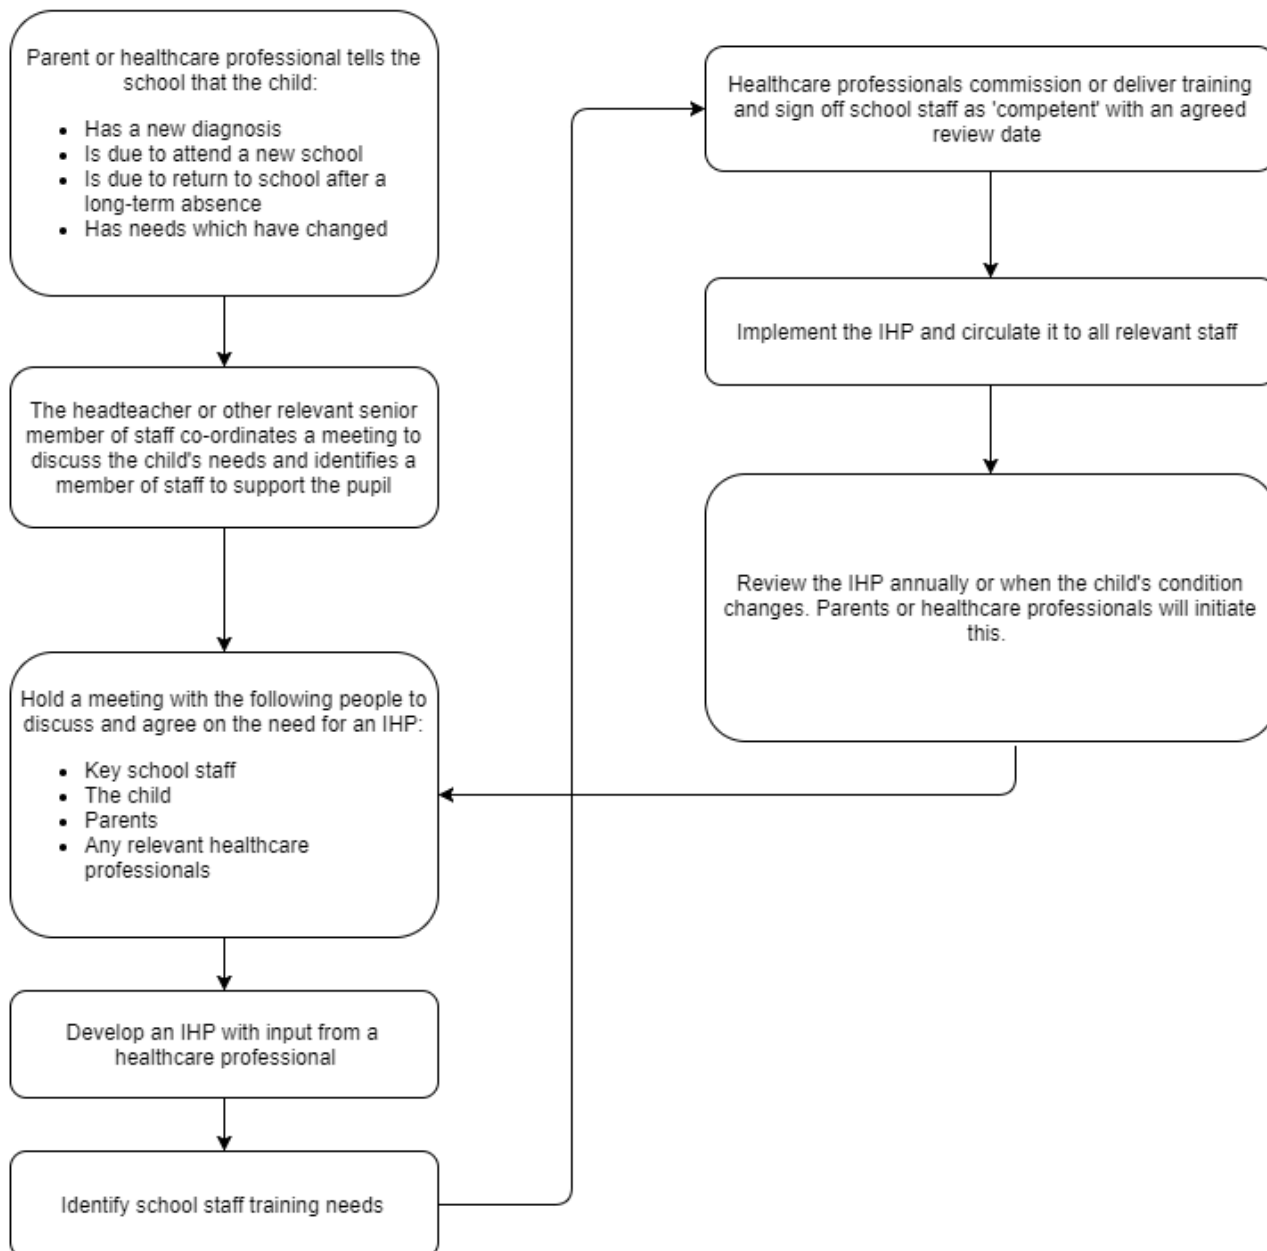 Parent or healthcare professional tells the
school that the child:
• Has a new diagnosis
• Is due to attend a new school
• Is due to return to school after a
long-term absence
• Has needs which have changed
The headteacher or other relevant senior
member of staff co-ordinates a meeting to
discuss the child's needs and identifies a
member of staff to support the pupil
Hold a meeting with the following people to
discuss and agree on the need for an IHP:
• Key school staff
• The child
• Parents
• Any relevant healthcare
professionals
Develop an IHP with input from a
healthcare professional
Identify school staff training needs
Healthcare professionals commission or deliver training
and sign off school staff as 'competent' with an agreed
review date
Implement the IHP and circulate it to all relevant staff
Review the IHP annually or when the child's condition
changes. Parents or healthcare professionals will initiate
this.